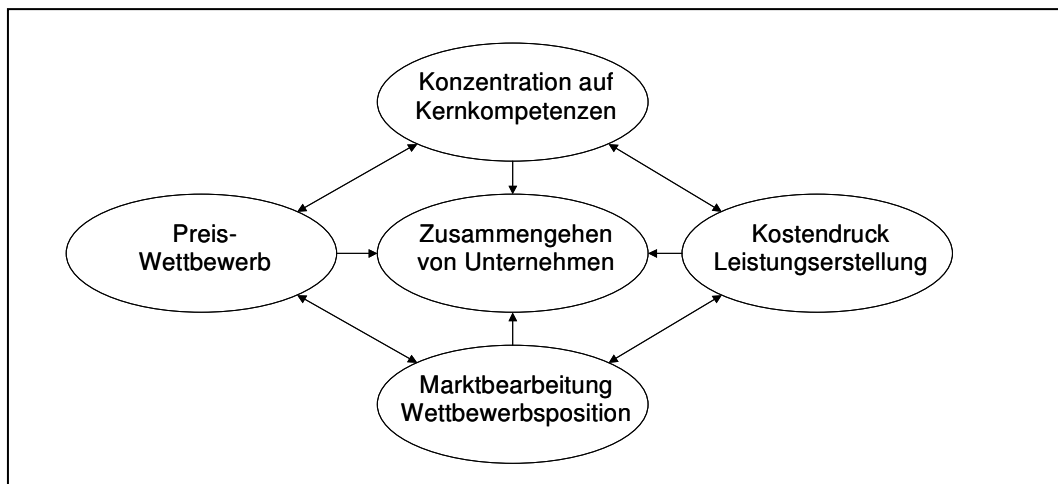 Konzentration auf
Kernkompetenzen
Preis-
Wettbewerb
Zusammengehen
von Unternehmen
Kostendruck
Leistungserstellung
Marktbearbeitung
Wettbewerbsposition